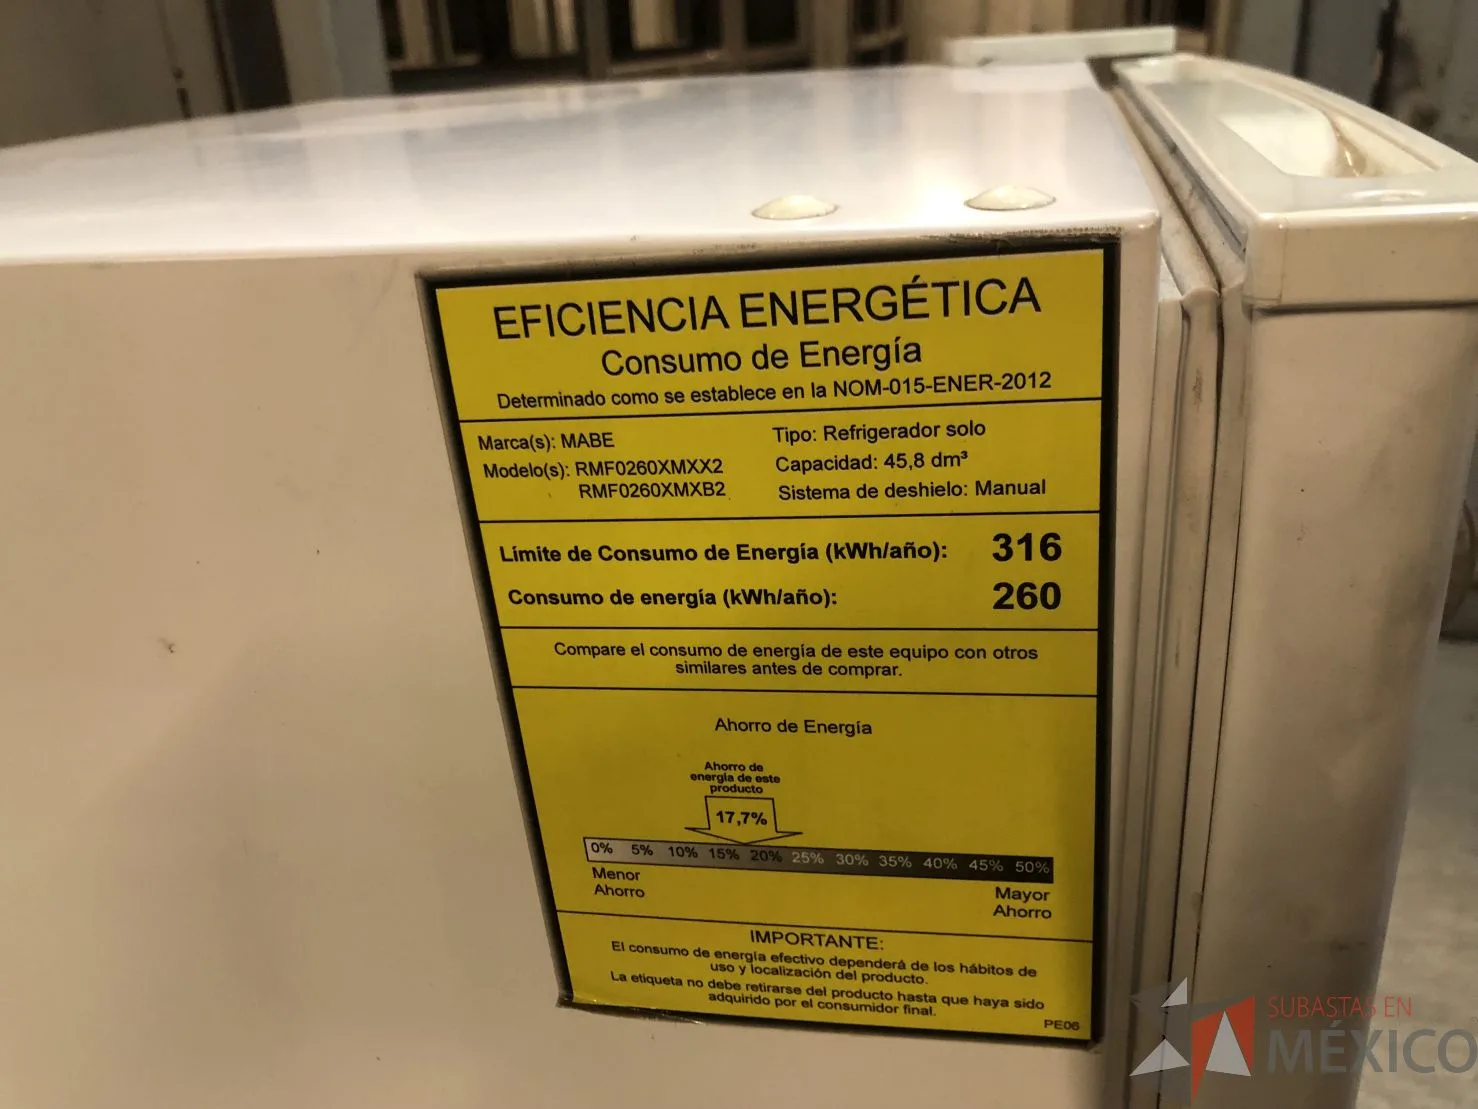 EFICIENCIA ENERGÉTICA
Consumo de Energía
Determinado como se establece en la NOM-015-ENER-2012
Marca(s): MABE
Modelo(s): RMF0260XMXX2
RMF0260XMXB2
Tipo: Refrigerador solo
Capacidad: 45,8 dm³
Sistema de deshielo: Manual
Límite de Consumo de Energía (kWh/año): 316
Consumo de energía (kWh/año): 260
Compare el consumo de energía de este equipo con otros
similares antes de comprar.
Ahorro de Energía
Ahorro de
energía de este
producto
17,7%
0% 5% 10% 15% 20% 25% 30% 35% 40% 45% 50%
Menor
Ahorro
Mayor
Ahorro
IMPORTANTE:
El consumo de energía efectivo dependerá de los hábitos de
uso y localización del producto.
La etiqueta no debe retirarse del producto hasta que haya sido
adquirido por el consumidor final.
PE06
SUBASTAS EN
MÉXICO